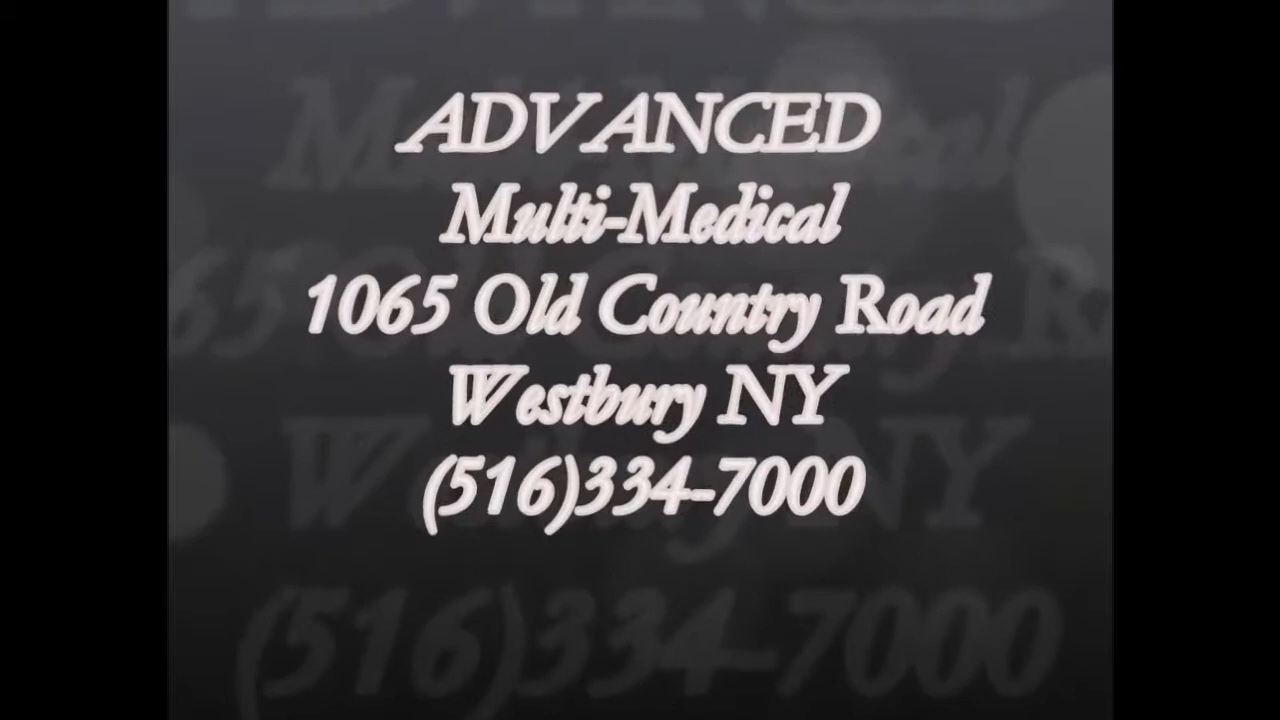 ADVANCED
Multi-Medical
1065 Old Country Road
Westbury NY
(516)334-7000